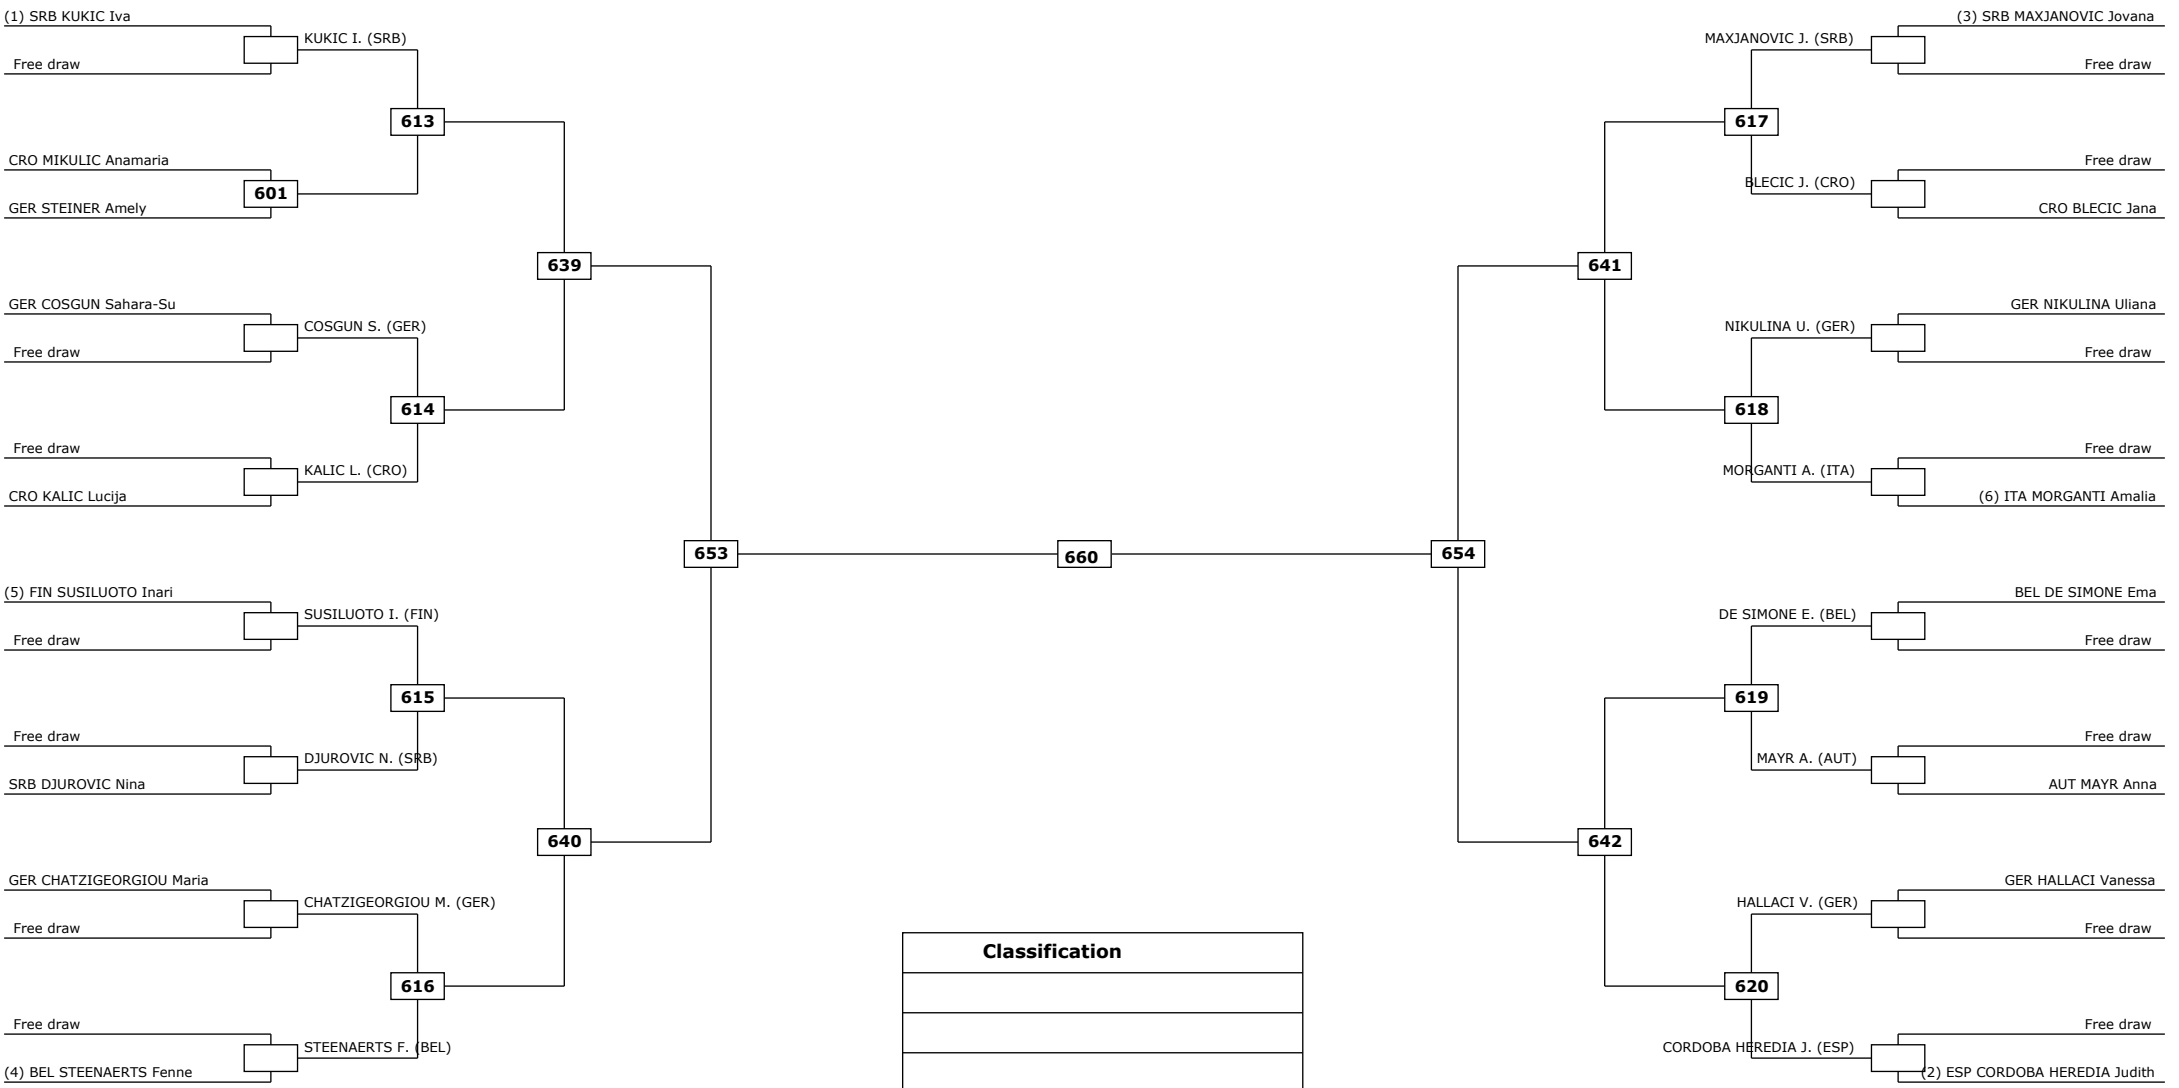 (1) SRB KUKIC Iva
KUKIC I. (SRB)
Free draw
613
CRO MIKULIC Anamaria
601
GER STEINER Amely
639
GER COSGUN Sahara-Su
COSGUN S. (GER)
Free draw
614
Free draw
KALIC L. (CRO)
CRO KALIC Lucija
653
(5) FIN SUSILUOTO Inari
SUSILUOTO I. (FIN)
Free draw
615
Free draw
DJUROVIC N. (SRB)
SRB DJUROVIC Nina
640
GER CHATZIGEORGIOU Maria
CHATZIGEORGIOU M. (GER)
Free draw
616
Free draw
STEENAERTS F. (BEL)
(4) BEL STEENAERTS Fenne
660
Classification
(3) SRB MAXJANOVIC Jovana
MAXJANOVIC J. (SRB)
Free draw
617
Free draw
BLECIC J. (CRO)
CRO BLECIC Jana
641
GER NIKULINA Uliana
NIKULINA U. (GER)
Free draw
618
Free draw
MORGANTI A. (ITA)
(6) ITA MORGANTI Amalia
654
BEL DE SIMONE Ema
DE SIMONE E. (BEL)
Free draw
619
Free draw
MAYR A. (AUT)
AUT MAYR Anna
642
GER HALLACI Vanessa
HALLACI V. (GER)
Free draw
620
Free draw
CORDOBA HEREDIA J. (ESP)
(2) ESP CORDOBA HEREDIA Judith